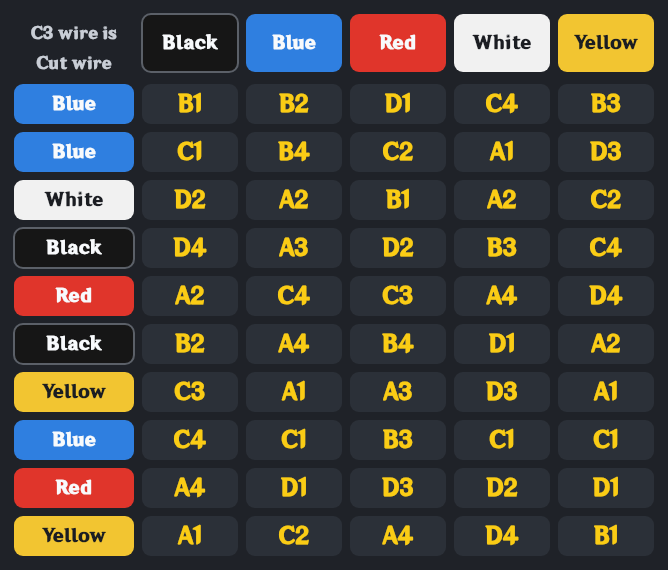 C3 wire is
Cut wire
Black Blue Red White Yellow
Blue B1 B2 D1 C4 B3
Blue C1 B4 C2 A1 D3
White D2 A2 B1 A2 C2
Black D4 A3 D2 B3 C4
Red A2 C4 C3 A4 D4
Black B2 A4 B4 D1 A2
Yellow C3 A1 A3 D3 A1
Blue C4 C1 B3 C1 C1
Red A4 D1 D3 D2 D1
Yellow A1 C2 A4 D4 B1